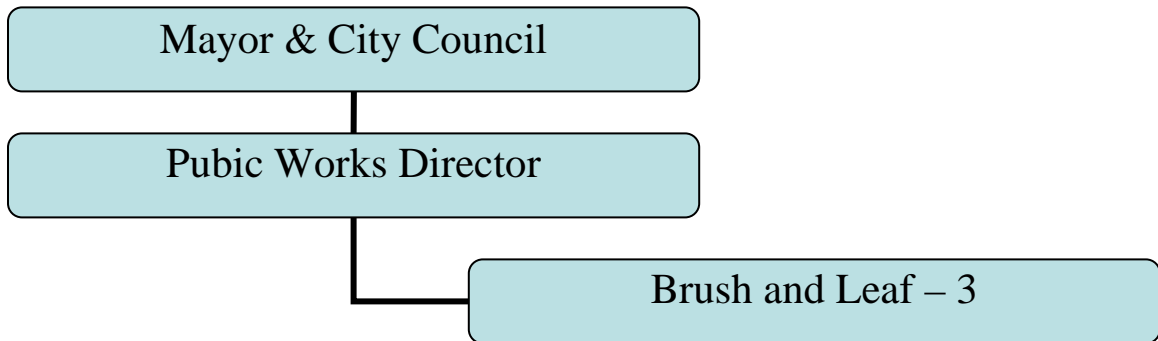 Mayor & City Council
Pubic Works Director
Brush and Leaf – 3